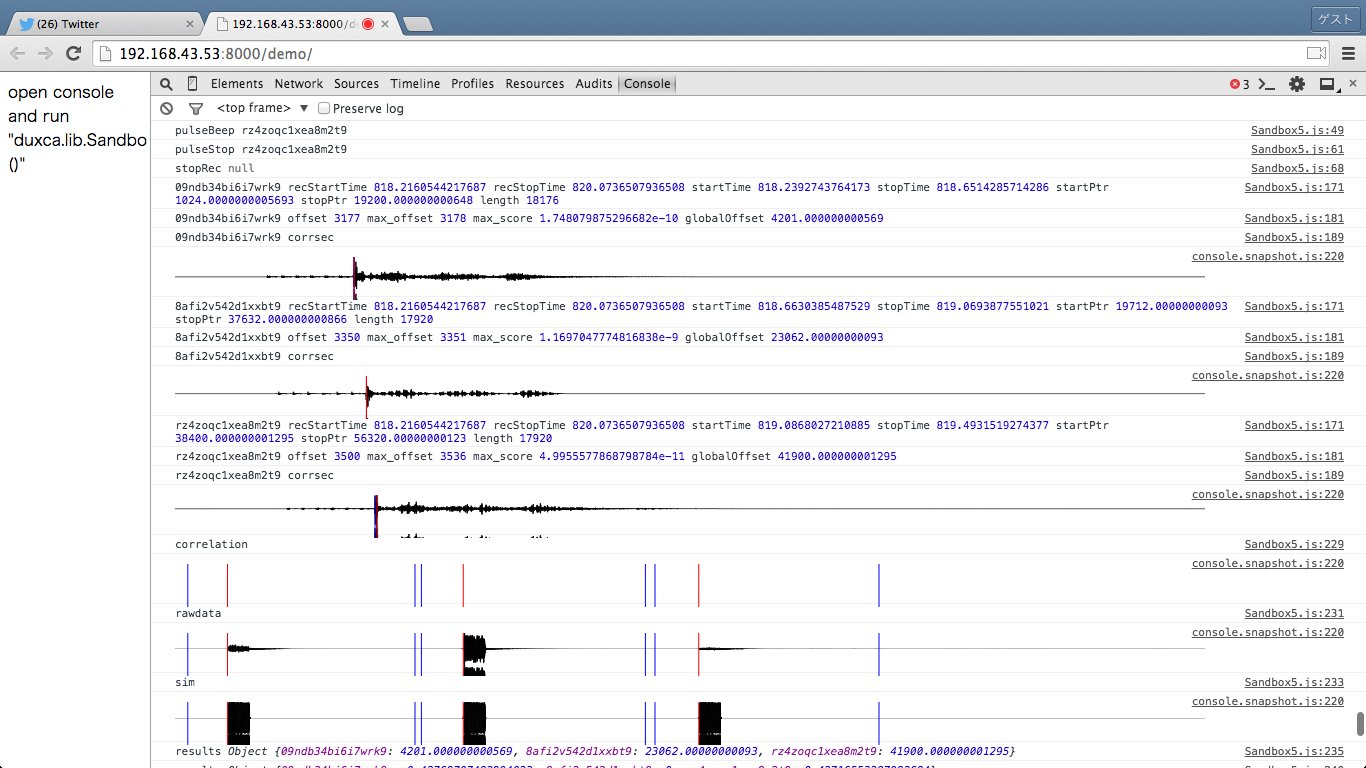 (26) Twitter
192.168.43.53:8000/d
ゲスト
192.168.43.53:8000/demo/
open console
and run
"duxca.lib.Sandbo
()"
Elements Network Sources Timeline Profiles Resources Audits Console
3
<top frame> Preserve log
pulseBeep rz4zoqc1xea8m2t9 Sandbox5.js:49
pulseStop rz4zoqc1xea8m2t9 Sandbox5.js:61
stopRec null Sandbox5.js:68
09ndb34bi6i7wrk9 recStartTime 818.2160544217687 recStopTime 820.0736507936508 startTime 818.2392743764173 stopTime 818.6514285714286 startPtr Sandbox5.js:171
1024.0000000005693 stopPtr 19200.0000000648 length 18176
09ndb34bi6i7wrk9 offset 3177 max_offset 3178 max_score 1.748079875296682e-10 globalOffset 4201.000000000569 Sandbox5.js:181
09ndb34bi6i7wrk9 corrsec Sandbox5.js:189
console.snapshot.js:220
8afi2v542d1xxbt9 recStartTime 818.2160544217687 recStopTime 820.0736507936508 startTime 818.6630385487529 stopTime 819.0693877551021 startPtr 19712.00000000093 Sandbox5.js:171
stopPtr 37632.000000000866 length 17920
8afi2v542d1xxbt9 offset 3350 max_offset 3351 max_score 1.1697047774816838e-9 globalOffset 23062.00000000093 Sandbox5.js:181
8afi2v542d1xxbt9 corrsec Sandbox5.js:189
console.snapshot.js:220
rz4zoqc1xea8m2t9 recStartTime 818.2160544217687 recStopTime 820.0736507936508 startTime 819.0868027210885 stopTime 819.4931519274377 startPtr Sandbox5.js:171
38400.000000001295 stopPtr 56320.00000000123 length 17920
rz4zoqc1xea8m2t9 offset 3500 max_offset 3536 max_score 4.9955577868798784e-11 globalOffset 41900.000000001295 Sandbox5.js:181
rz4zoqc1xea8m2t9 corrsec Sandbox5.js:189
console.snapshot.js:220
correlation Sandbox5.js:229
console.snapshot.js:220
rawdata Sandbox5.js:231
console.snapshot.js:220
sim Sandbox5.js:233
console.snapshot.js:220
results Object {09ndb34bi6i7wrk9: 4201.000000000569, 8afi2v542d1xxbt9: 23062.00000000093, rz4zoqc1xea8m2t9: 41900.000000001295} Sandbox5.js:235